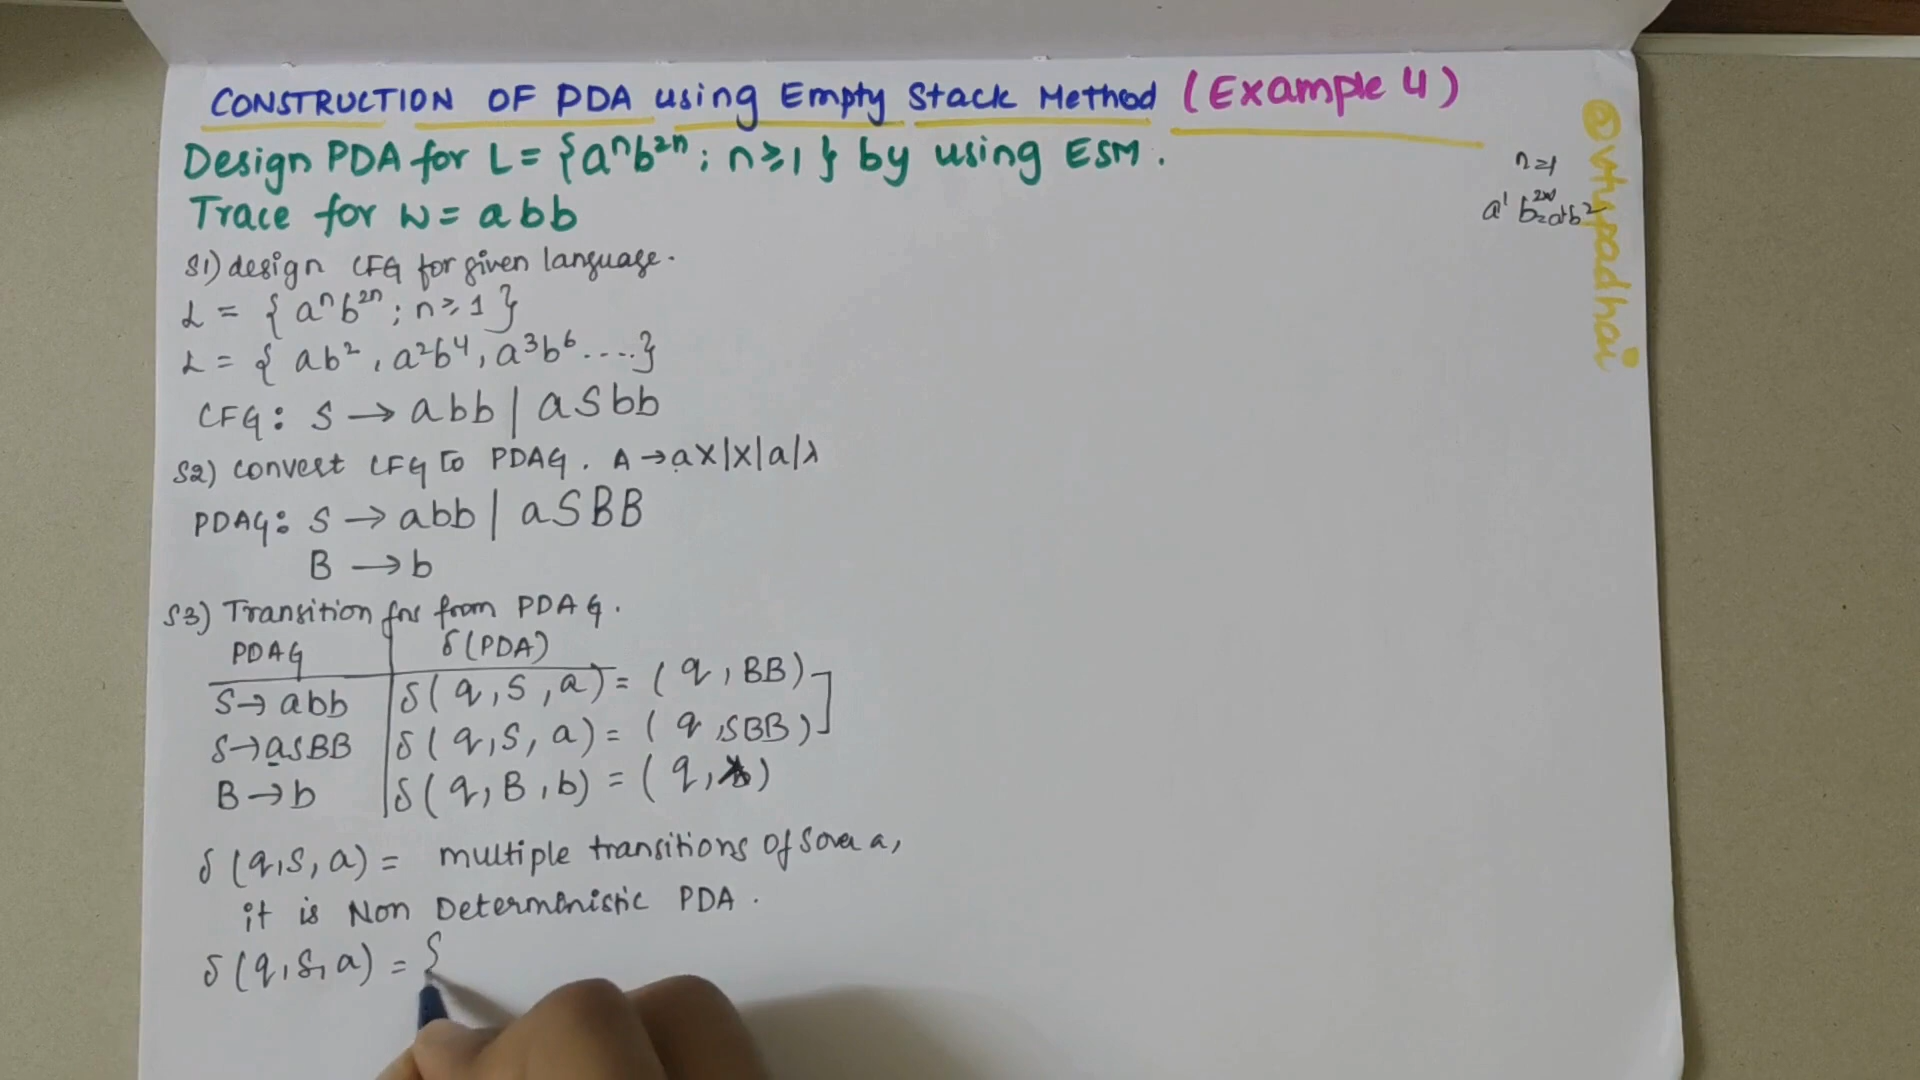 CONSTRUCTION OF PDA using Empty Stack Method (Example 4)
Design PDA for L = {aⁿb²ⁿ ; n ≥ 1} by using ESM.
Trace for w = abb
S1) design CFG for given language.
L = {aⁿb²ⁿ ; n ≥ 1}
L = {ab², a²b⁴, a³b⁶ ....}
CFG: S → abb | aSbb
S2) Convert CFG to PDAG. A → aX|X|a|λ
PDAG: S → abb | aSBB
B → b
S3) Transition fns from PDAG.
PDAG δ(PDA)
S → abb δ(q, S, a) = (q, BB)
S → aSBB δ(q, S, a) = (q, SBB)
B → b δ(q, B, b) = (q, λ)
δ(q, S, a) = multiple transitions of S over a,
it is Non Deterministic PDA.
δ(q, S, a) = {
n=1
@vtupadhai